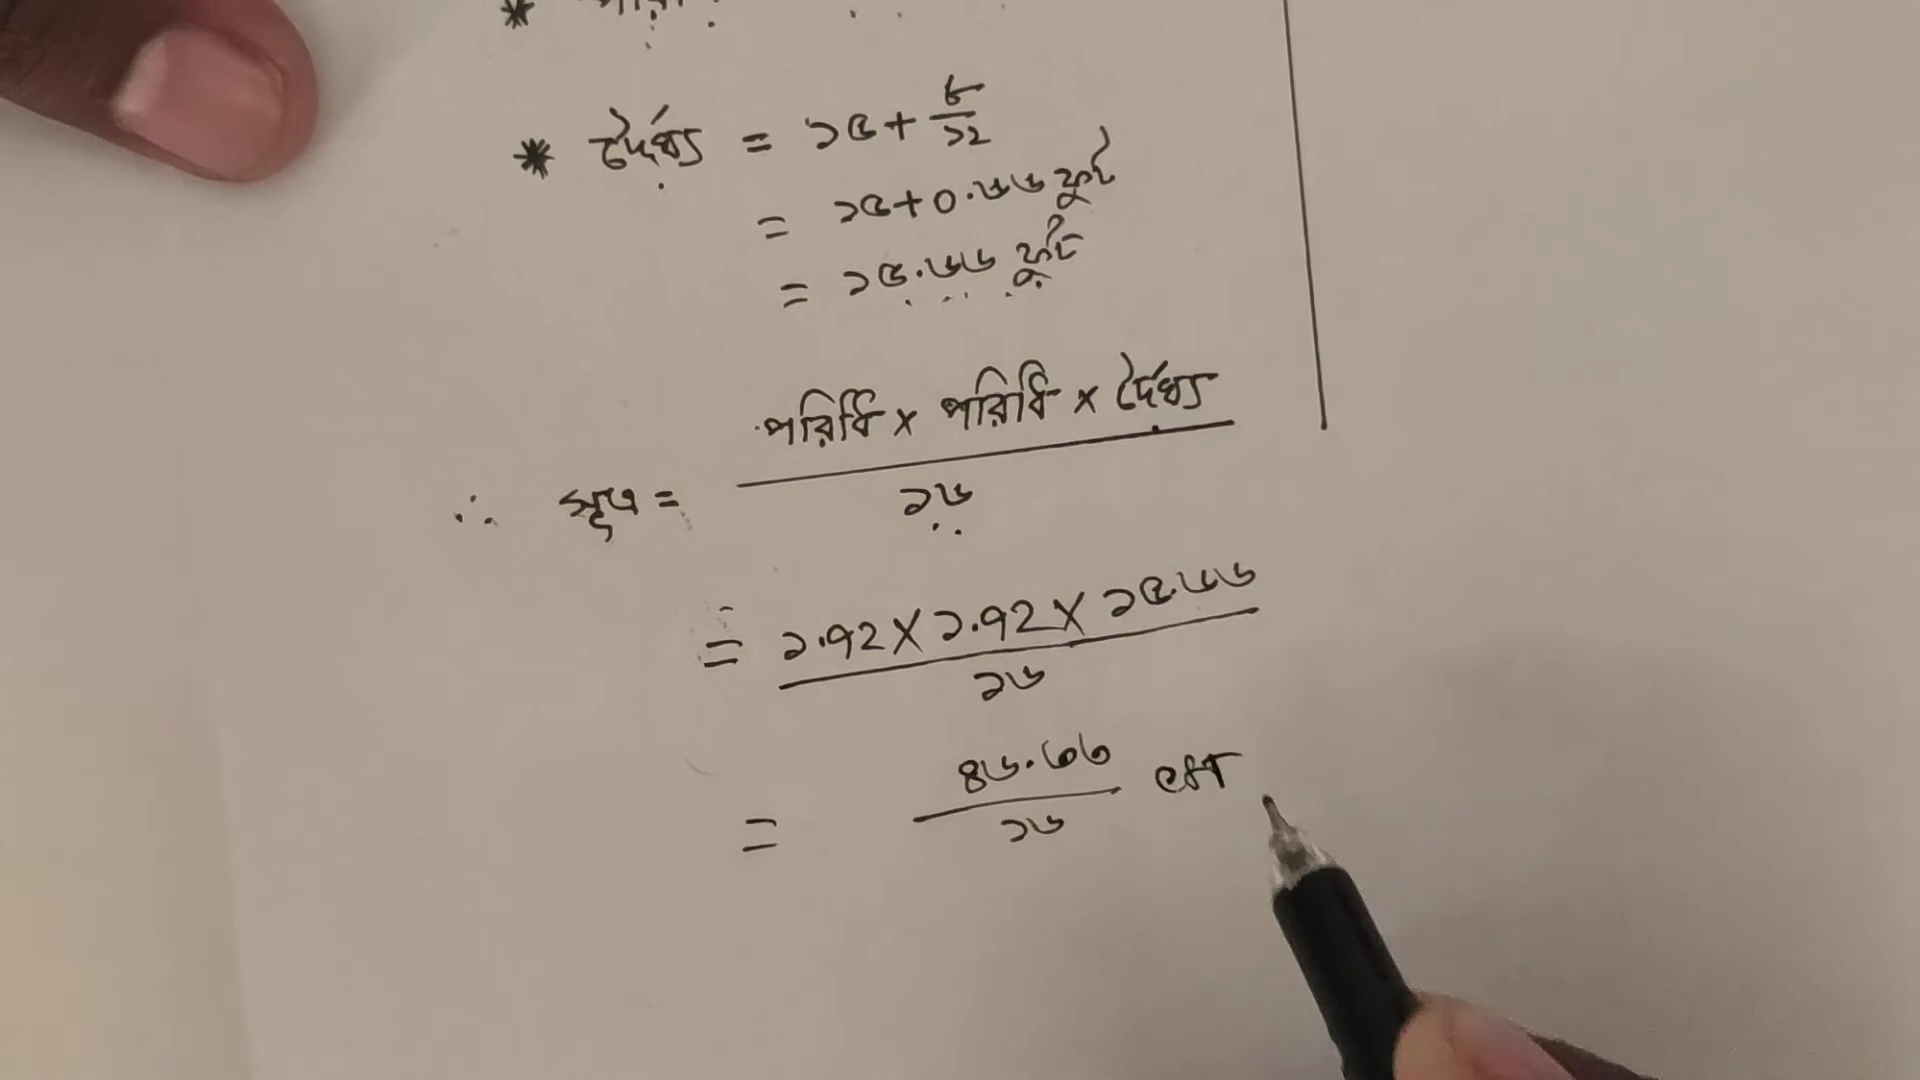 * দৈর্ঘ্য = ১৫ + ৮/১২
= ১৫ + ০.৬৬ ফুট
= ১৫.৬৬ ফুট
∴ সূত্র = পরিধি × পরিধি × দৈর্ঘ্য / ১৬
= ১.৭২ × ১.৭২ × ১৫.৬৬ / ১৬
= ৪৬.৩৩ / ১৬ cft